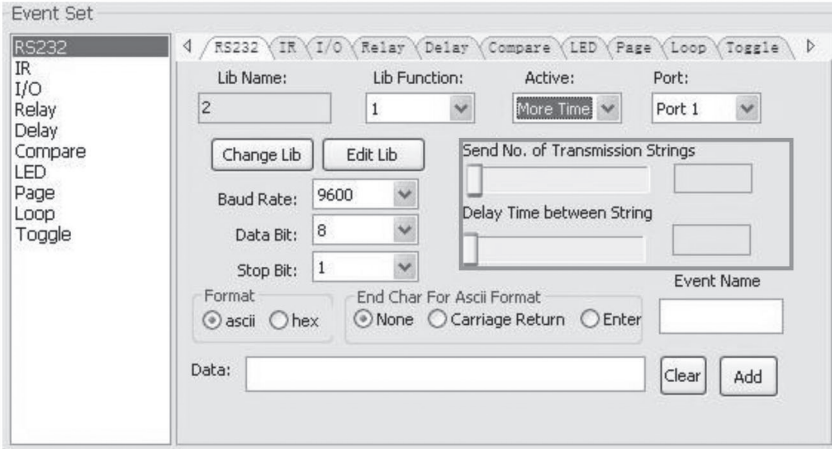 Event Set
RS232
IR
I/O
Relay
Delay
Compare
LED
Page
Loop
Toggle
RS232 IR I/O Relay Delay Compare LED Page Loop Toggle
Lib Name: Lib Function: Active: Port:
2 1 More Time Port 1
Change Lib Edit Lib
Send No. of Transmission Strings
Baud Rate: 9600
Delay Time between String
Data Bit: 8
Stop Bit: 1
Event Name
Format End Char For Ascii Format
ascii hex None Carriage Return Enter
Data: Clear Add